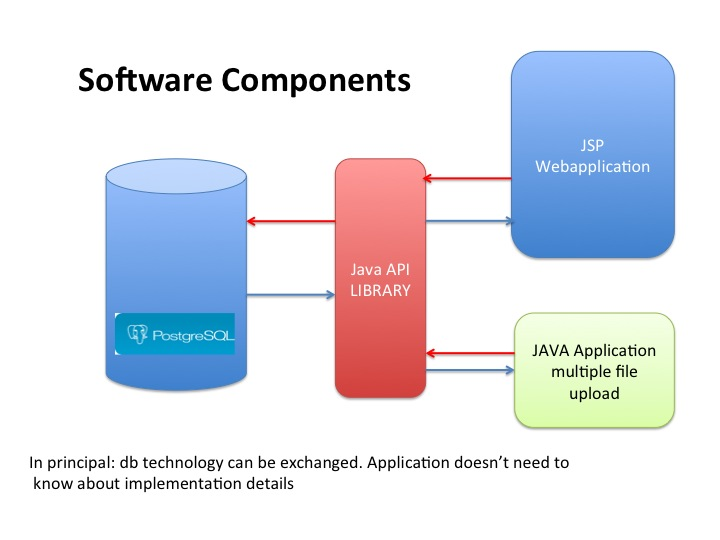 Software Components
JSP
Webapplication
Java API
LIBRARY
PostgreSQL
JAVA Application
multiple file
upload
In principal: db technology can be exchanged. Application doesn’t need to
know about implementation details